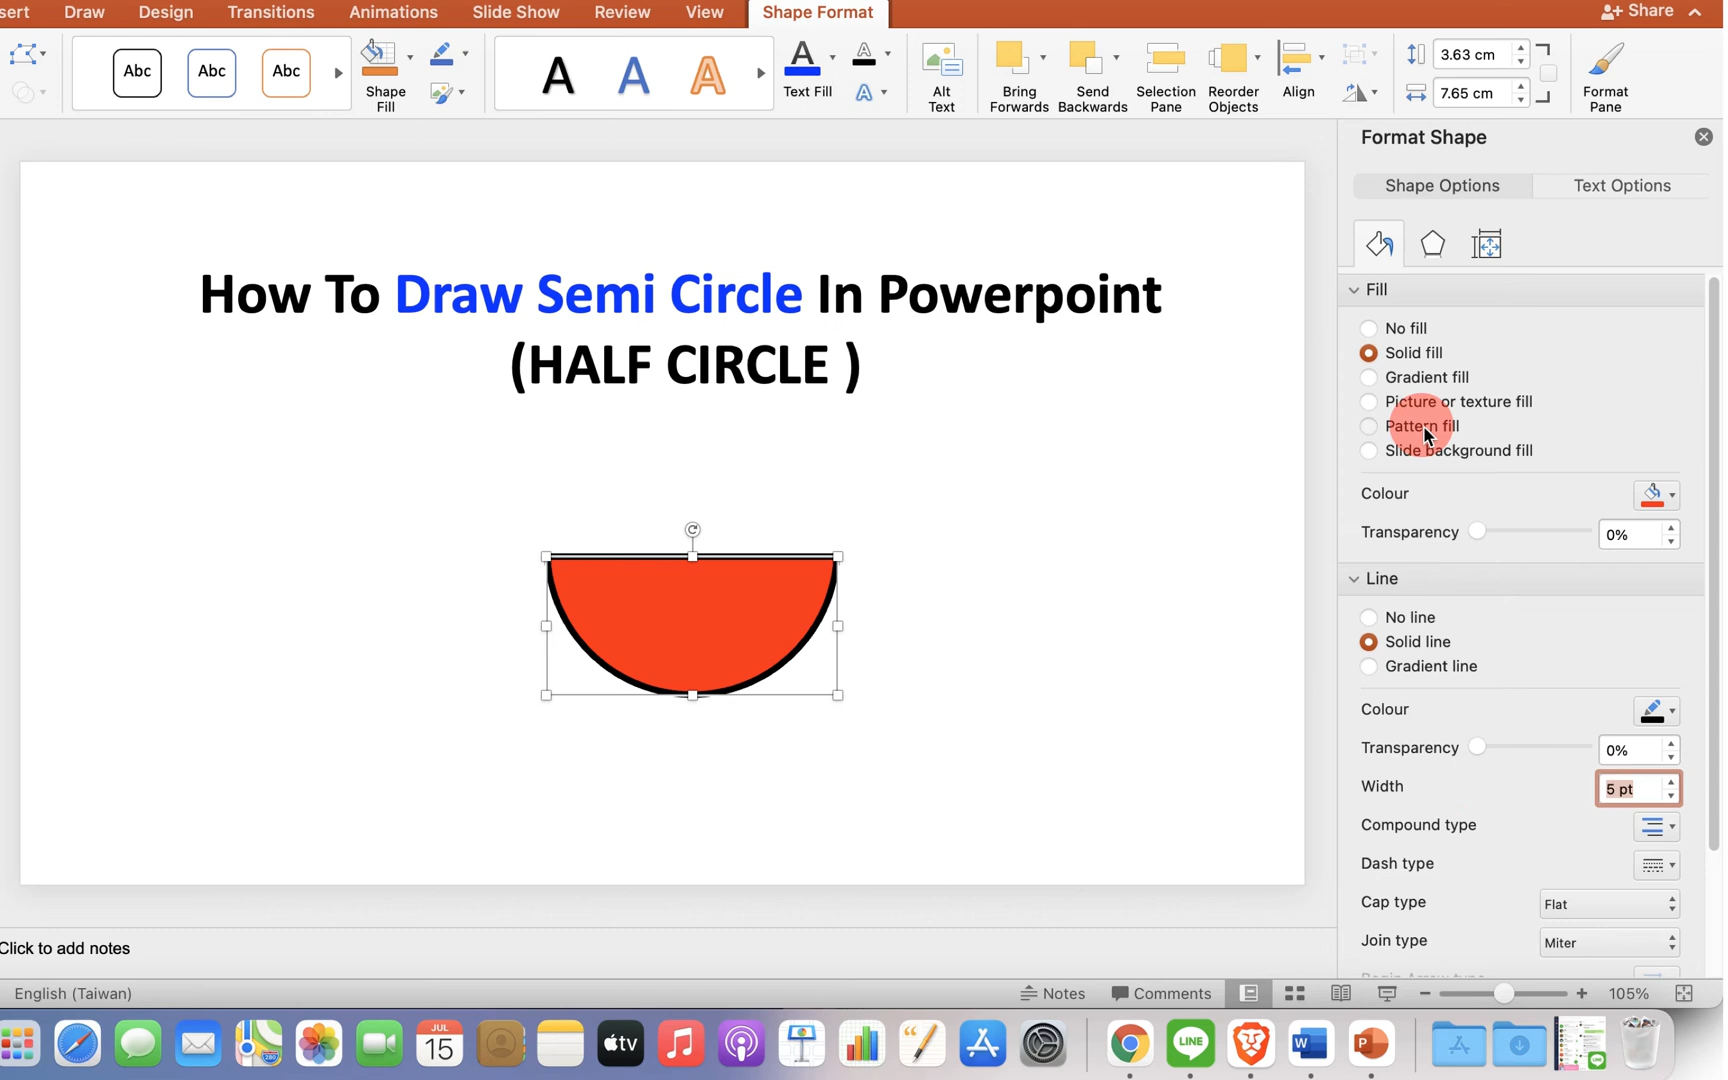 sert Draw Design Transitions Animations Slide Show Review View Shape Format Share
Abc Abc Abc
Shape Fill
A A A
A Text Fill
A
A
Alt Text
Bring Forwards
Send Backwards
Selection Pane
Reorder Objects
Align
3.63 cm
7.65 cm
Format Pane
Format Shape
Shape Options Text Options
Fill
No fill
Solid fill
Gradient fill
Picture or texture fill
Pattern fill
Slide background fill
Colour
Transparency 0%
Line
No line
Solid line
Gradient line
Colour
Transparency 0%
Width 5 pt
Compound type
Dash type
Cap type Flat
Join type Miter
How To Draw Semi Circle In Powerpoint
(HALF CIRCLE )
Click to add notes
English (Taiwan) Notes Comments 105%
JUL
15
tv
280
LINE
W
P